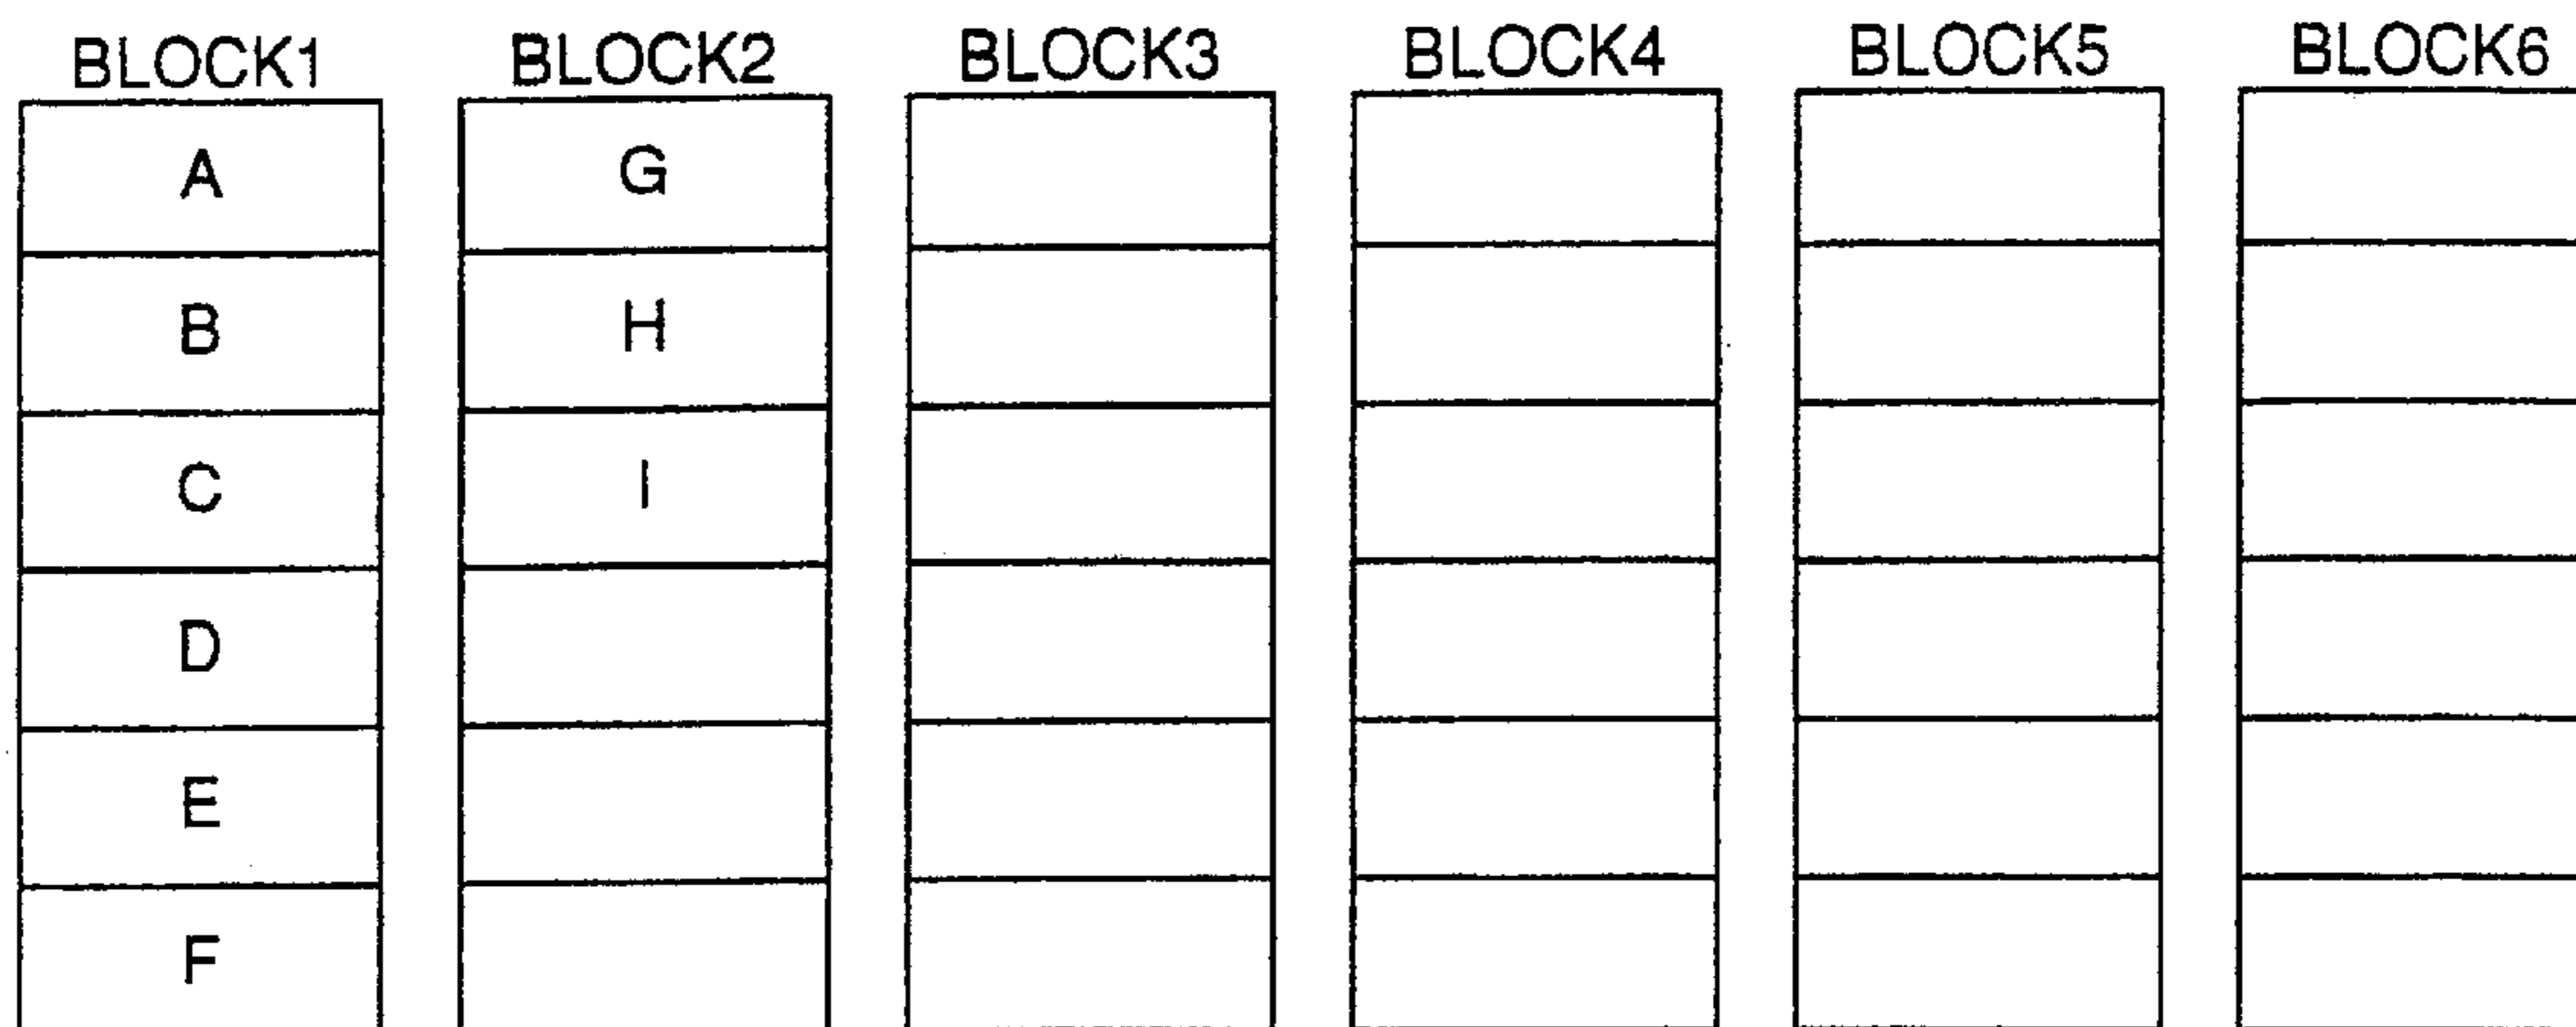 BLOCK1 BLOCK2 BLOCK3 BLOCK4 BLOCK5 BLOCK6
A G
B H
C I
D
E
F